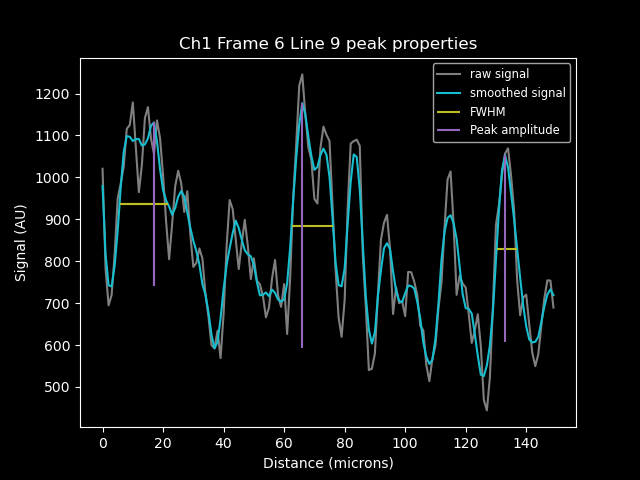 Ch1 Frame 6 Line 9 peak properties
raw signal
smoothed signal
FWHM
Peak amplitude
Signal (AU)
1200
1100
1000
900
800
700
600
500
0 20 40 60 80 100 120 140
Distance (microns)